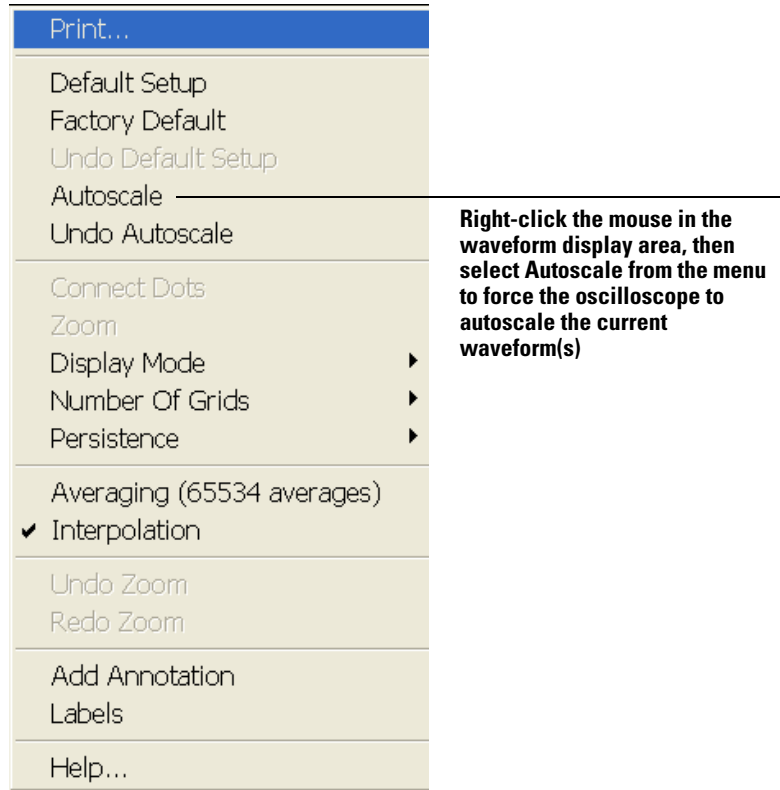 Print...
Default Setup
Factory Default
Undo Default Setup
Autoscale
Undo Autoscale
Connect Dots
Zoom
Display Mode
Number Of Grids
Persistence
Averaging (65534 averages)
✔ Interpolation
Undo Zoom
Redo Zoom
Add Annotation
Labels
Help...
Right-click the mouse in the
waveform display area, then
select Autoscale from the menu
to force the oscilloscope to
autoscale the current
waveform(s)